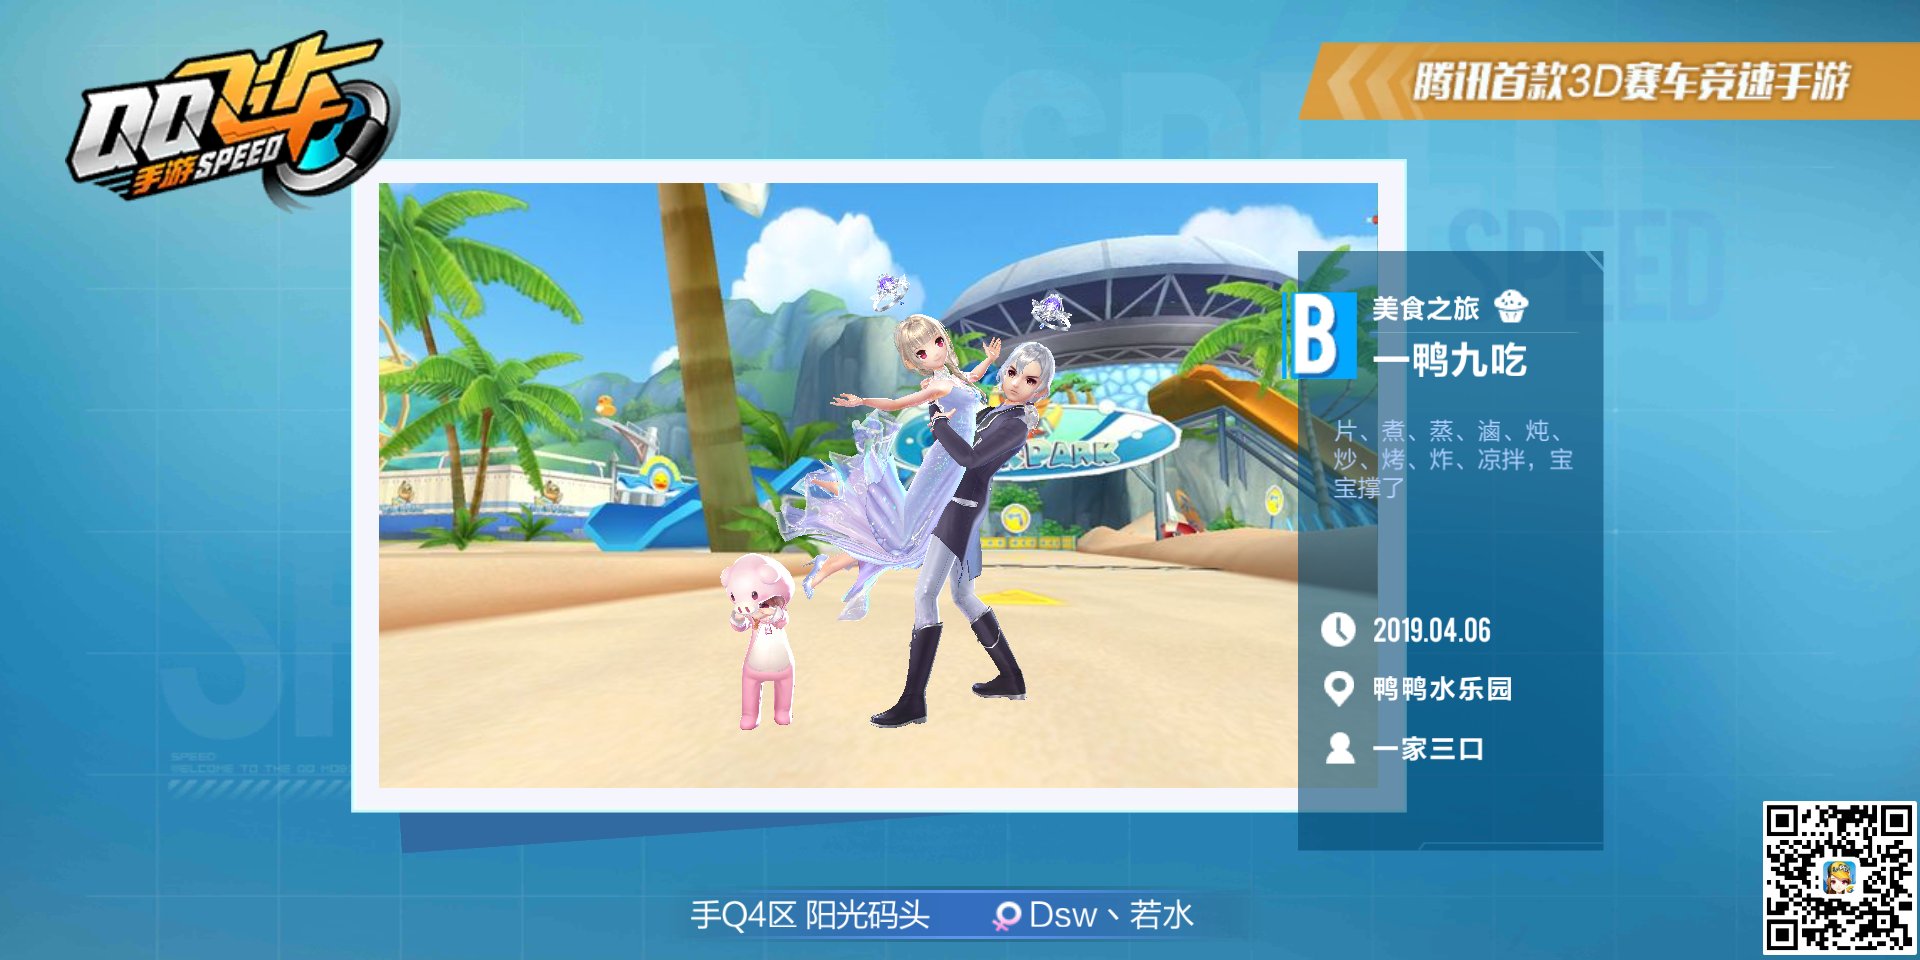 QQ飞车
手游SPEED
腾讯首款3D赛车竞速手游
SPEED
B
美食之旅
一鸭九吃
片、煮、蒸、滷、炖、
炒、烤、炸、凉拌，宝
宝撑了
PARK
2019.04.06
鸭鸭水乐园
一家三口
SPEED
手Q4区 阳光码头
Dsw丶若水